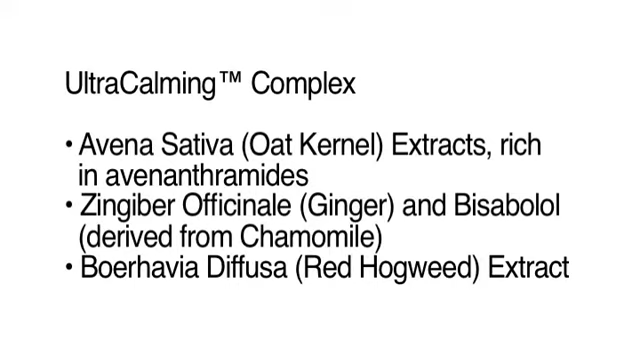 UltraCalming™ Complex
• Avena Sativa (Oat Kernel) Extracts, rich
in avenanthramides
• Zingiber Officinale (Ginger) and Bisabolol
(derived from Chamomile)
• Boerhavia Diffusa (Red Hogweed) Extract